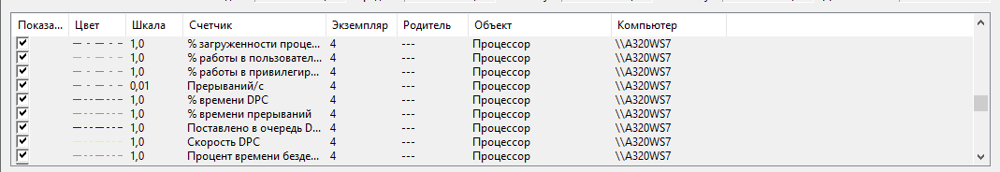 Показа... Цвет Шкала Счетчик Экземпляр Родитель Объект Компьютер
1,0 % загруженности проце... 4 --- Процессор \\A320WS7
1,0 % работы в пользовател... 4 --- Процессор \\A320WS7
1,0 % работы в привилегир... 4 --- Процессор \\A320WS7
0,01 Прерываний/с 4 --- Процессор \\A320WS7
1,0 % времени DPC 4 --- Процессор \\A320WS7
1,0 % времени прерываний 4 --- Процессор \\A320WS7
1,0 Поставлено в очередь D... 4 --- Процессор \\A320WS7
1,0 Скорость DPC 4 --- Процессор \\A320WS7
1,0 Процент времени безде... 4 --- Процессор \\A320WS7